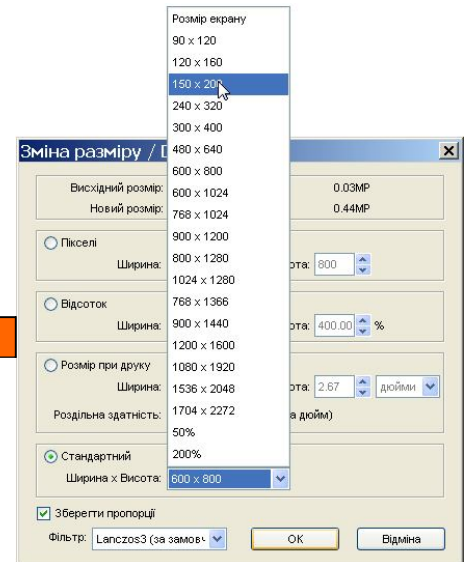 Розмір екрану
90 x 120
120 x 160
150 x 200
240 x 320
300 x 400
480 x 640
600 x 800
600 x 1024
768 x 1024
900 x 1200
800 x 1280
1024 x 1280
768 x 1366
900 x 1440
1200 x 1600
1080 x 1920
1536 x 2048
1704 x 2272
50%
200%
Зміна разміру /
Висхідний розмір: 0.03MP
Новий розмір: 0.44MP
Пікселі
Ширина: ота: 800
Відсоток
Ширина: ота: 400.00 %
Розмір при друку
Ширина: ота: 2.67 дюйми
Роздільна здатність: а дюйм)
Стандартний
Ширина x Висота: 600 x 800
Зберегти пропорції
Фільтр: Lanczos3 (за замовч OK Відміна